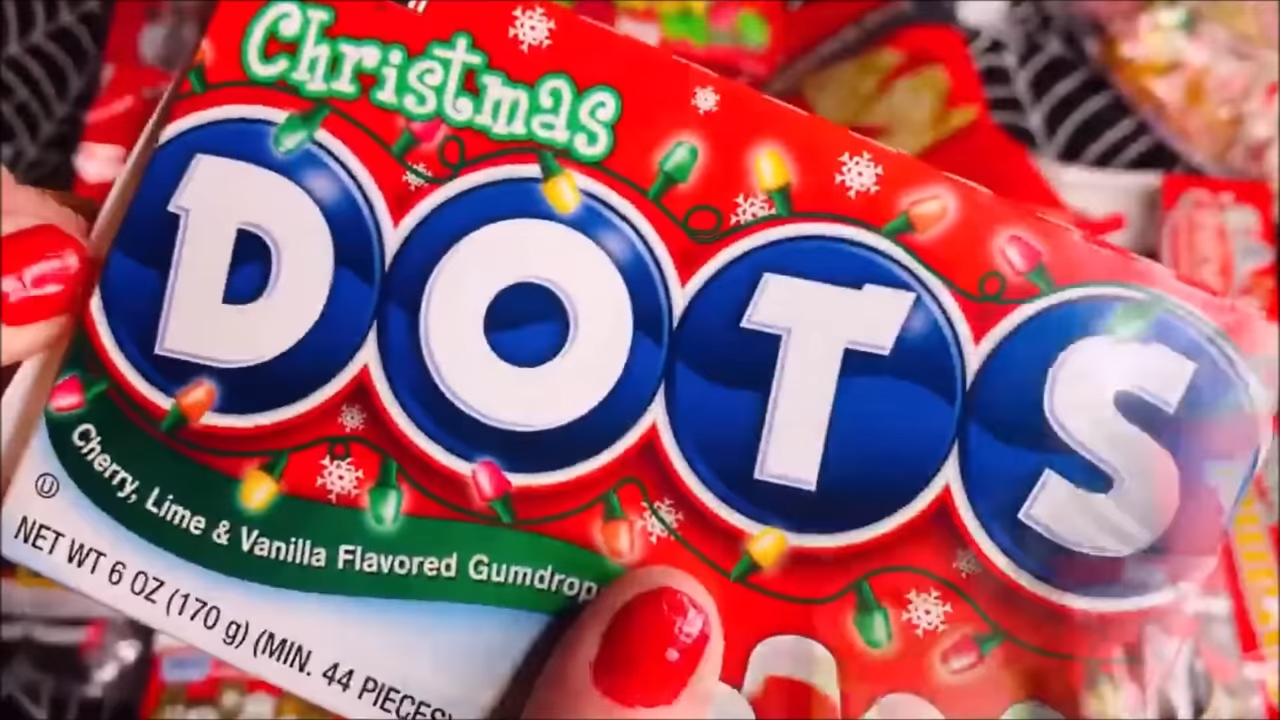 Christmas
DOTS
Cherry, Lime & Vanilla Flavored Gumdrop
U
NET WT 6 OZ (170 g) (MIN. 44 PIECES)